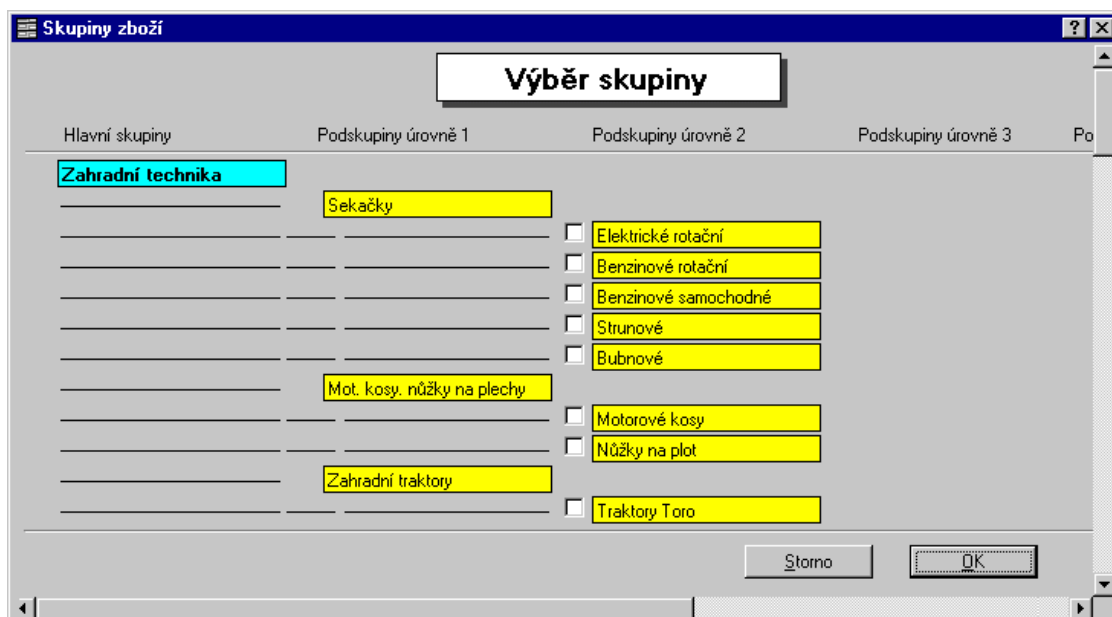 Skupiny zboží
Výběr skupiny
Hlavní skupiny Podskupiny úrovně 1 Podskupiny úrovně 2 Podskupiny úrovně 3 Po
Zahradní technika
Sekačky
Elektrické rotační
Benzinové rotační
Benzinové samochodné
Strunové
Bubnové
Mot. kosy. nůžky na plechy
Motorové kosy
Nůžky na plot
Zahradní traktory
Traktory Toro
Storno OK